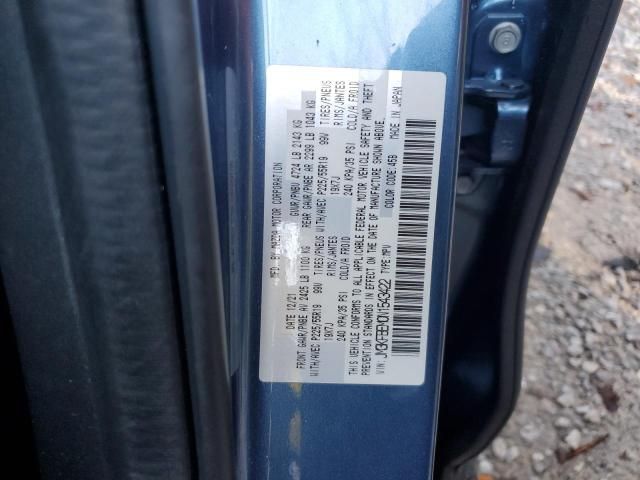 MFD. BY MAZDA MOTOR CORPORATION
DATE 12/21 GVWR/PNBV 4724 LB 2143 KG
FRONT GAWR/PNBE AV 2425 LB 1100 KG REAR GAWR/PNBE AR 2299 LB 1043 KG
WITH/AVEC P225/55R19 99V TIRES/PNEUS WITH/AVEC P225/55R19 99V TIRES/PNEUS
19X7J RIMS/JANTES 19X7J RIMS/JANTES
240 KPA/35 PSI COLD/A FROID 240 KPA/35 PSI COLD/A FROID
THIS VEHICLE CONFORMS TO ALL APPLICABLE FEDERAL MOTOR VEHICLE SAFETY AND THEFT
PREVENTION STANDARDS IN EFFECT ON THE DATE OF MANUFACTURE SHOWN ABOVE.
VIN: TYPE:MPV COLOR CODE:45B MADE IN JAPAN